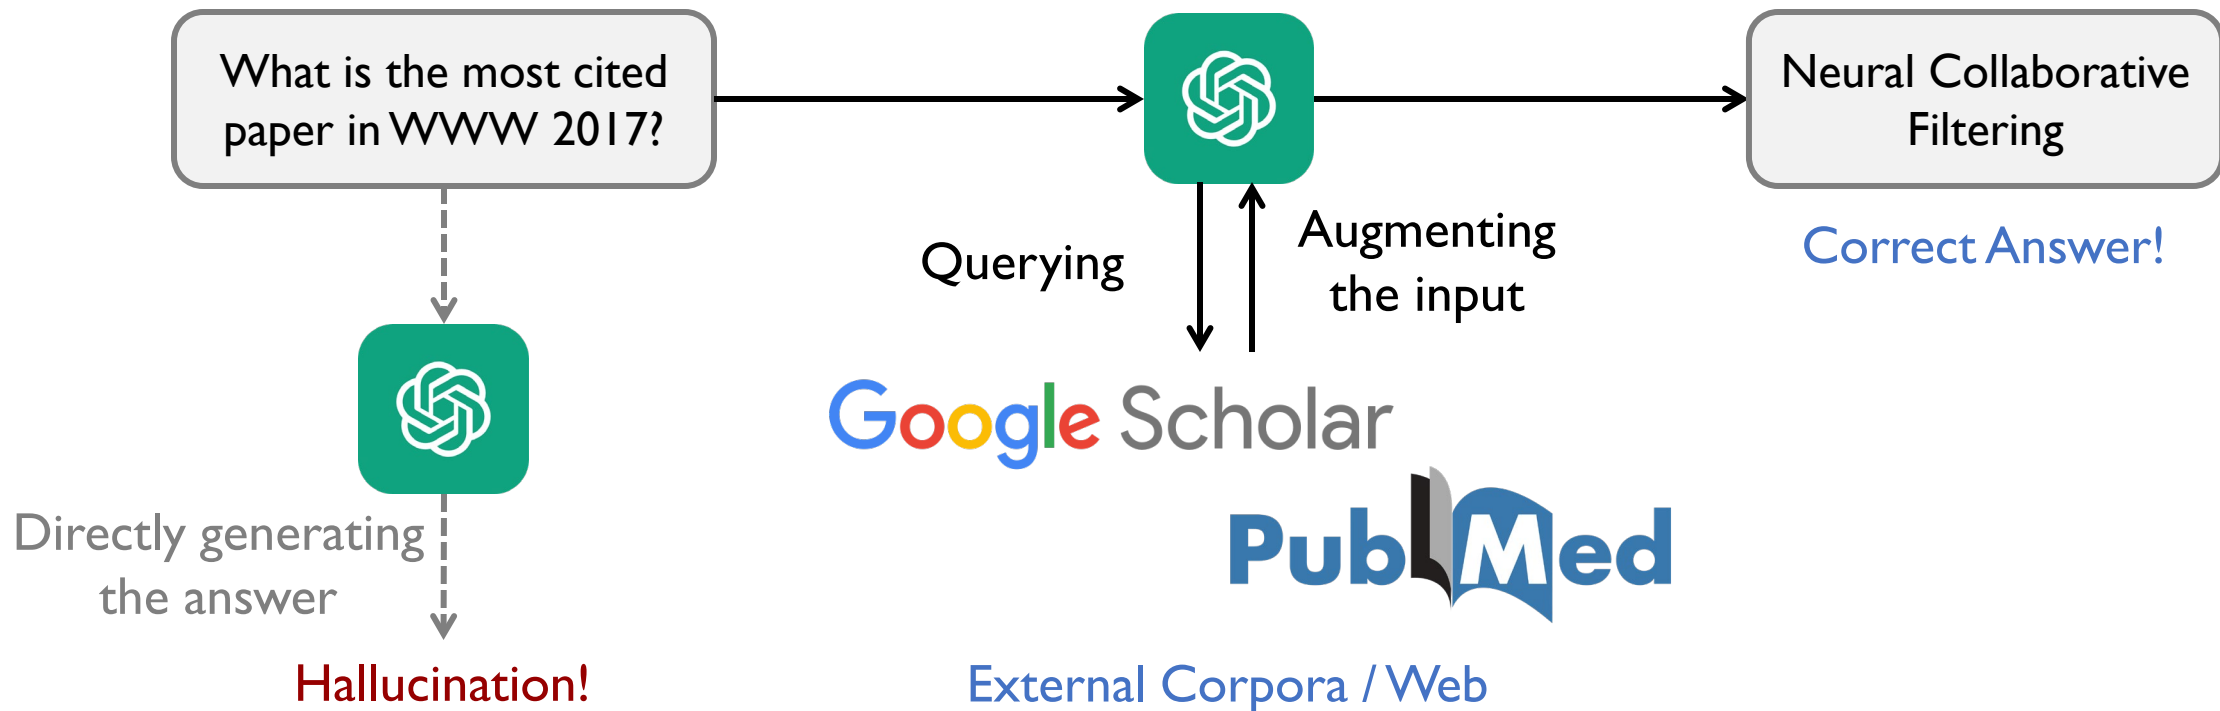 What is the most cited
paper in WWW 2017?
Neural Collaborative
Filtering
Correct Answer!
Querying
Augmenting
the input
Google Scholar
PubMed
Directly generating
the answer
Hallucination!
External Corpora / Web